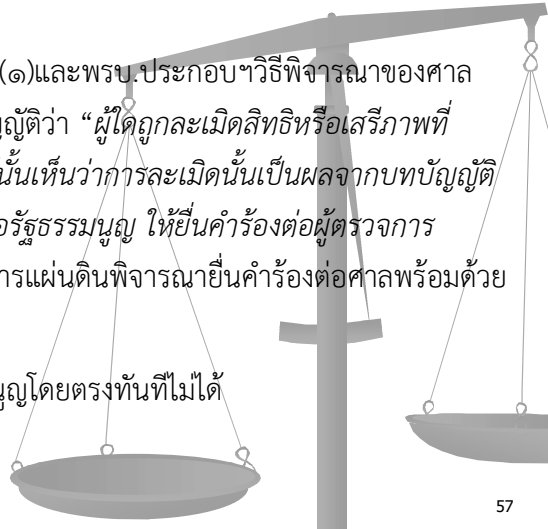 (๑)และพรบ.ประกอบฯวิธีพิจารณาของศาล
ญัติว่า “ผู้ใดถูกละเมิดสิทธิหรือเสรีภาพที่
นั้นเห็นว่าการละเมิดนั้นเป็นผลจากบทบัญญัติ
อรัฐธรรมนูญ ให้ยื่นคำร้องต่อผู้ตรวจการ
การแผ่นดินพิจารณายื่นคำร้องต่อศาลพร้อมด้วย
นูญโดยตรงทันทีไม่ได้
57